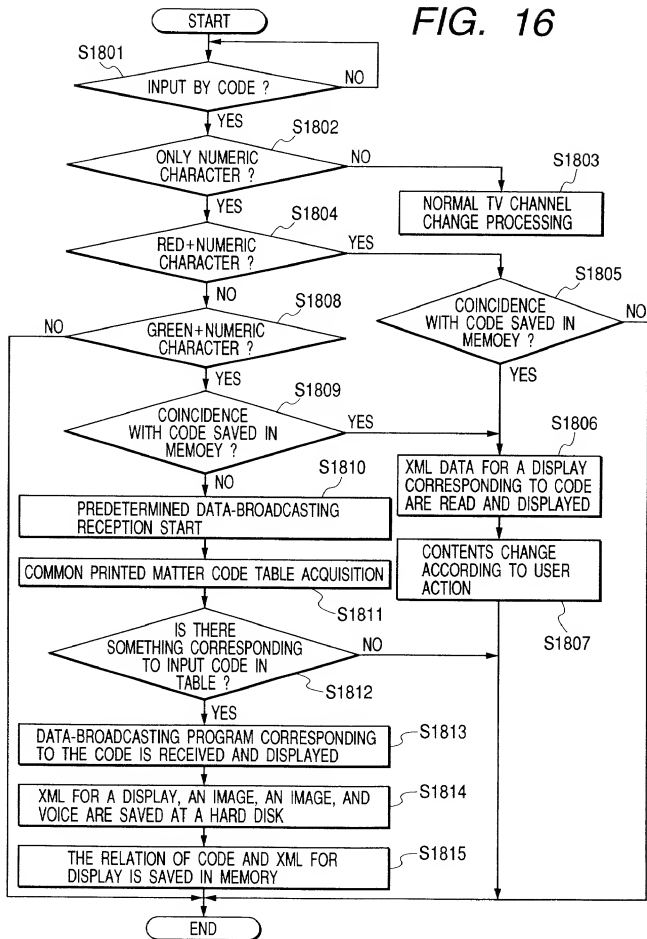 FIG. 16
START
S1801
INPUT BY CODE ?
NO
YES
S1802
ONLY NUMERIC
CHARACTER ?
NO
YES
S1803
NORMAL TV CHANNEL
CHANGE PROCESSING
S1804
RED+NUMERIC
CHARACTER ?
YES
NO
S1805
COINCIDENCE
WITH CODE SAVED IN
MEMOEY ?
NO
YES
S1808
GREEN+NUMERIC
CHARACTER ?
NO
YES
S1809
COINCIDENCE
WITH CODE SAVED IN
MEMOEY ?
YES
NO
S1806
XML DATA FOR A DISPLAY
CORRESPONDING TO CODE
ARE READ AND DISPLAYED
S1810
PREDETERMINED DATA-BROADCASTING
RECEPTION START
CONTENTS CHANGE
ACCORDING TO USER
ACTION
S1807
COMMON PRINTED MATTER CODE TABLE ACQUISITION
S1811
IS THERE
SOMETHING CORRESPONDING
TO INPUT CODE IN
TABLE ?
NO
S1812
YES
DATA-BROADCASTING PROGRAM CORRESPONDING
TO THE CODE IS RECEIVED AND DISPLAYED
S1813
XML FOR A DISPLAY, AN IMAGE, AN IMAGE, AND
VOICE ARE SAVED AT A HARD DISK
S1814
THE RELATION OF CODE AND XML FOR
DISPLAY IS SAVED IN MEMORY
S1815
END